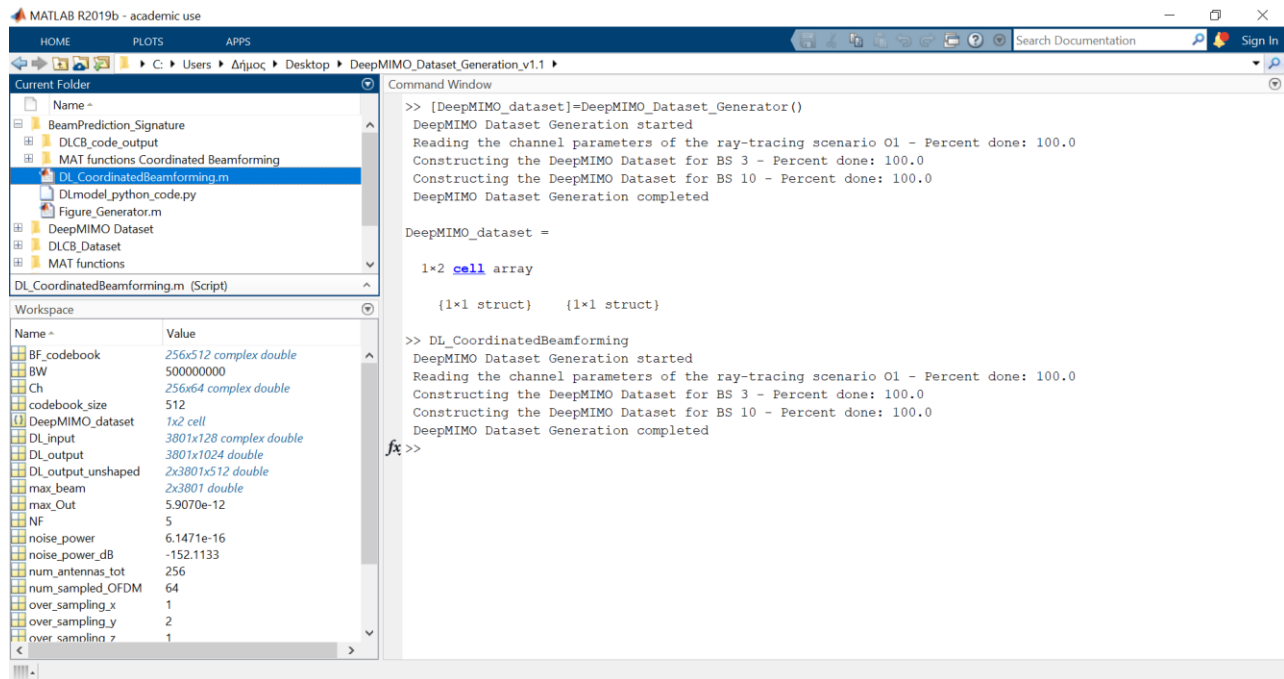 MATLAB R2019b - academic use
HOME PLOTS APPS Search Documentation Sign In
C: Users Δήμος Desktop DeepMIMO_Dataset_Generation_v1.1
Current Folder
Name
BeamPrediction_Signature
DLCB_code_output
MAT functions Coordinated Beamforming
DL_CoordinatedBeamforming.m
DLmodel_python_code.py
Figure_Generator.m
DeepMIMO Dataset
DLCB_Dataset
MAT functions
DL_CoordinatedBeamforming.m (Script)
Workspace
Name Value
BF_codebook 256x512 complex double
BW 500000000
Ch 256x64 complex double
codebook_size 512
DeepMIMO_dataset 1x2 cell
DL_input 3801x128 complex double
DL_output 3801x1024 double
DL_output_unshaped 2x3801x512 double
max_beam 2x3801 double
max_Out 5.9070e-12
NF 5
noise_power 6.1471e-16
noise_power_dB -152.1133
num_antennas_tot 256
num_sampled_OFDM 64
over_sampling_x 1
over_sampling_y 2
over_sampling_z 1
Command Window
>> [DeepMIMO_dataset]=DeepMIMO_Dataset_Generator()
DeepMIMO Dataset Generation started
Reading the channel parameters of the ray-tracing scenario O1 - Percent done: 100.0
Constructing the DeepMIMO Dataset for BS 3 - Percent done: 100.0
Constructing the DeepMIMO Dataset for BS 10 - Percent done: 100.0
DeepMIMO Dataset Generation completed
DeepMIMO_dataset =
1×2 cell array
{1×1 struct} {1×1 struct}
>> DL_CoordinatedBeamforming
DeepMIMO Dataset Generation started
Reading the channel parameters of the ray-tracing scenario O1 - Percent done: 100.0
Constructing the DeepMIMO Dataset for BS 3 - Percent done: 100.0
Constructing the DeepMIMO Dataset for BS 10 - Percent done: 100.0
DeepMIMO Dataset Generation completed
fx >>